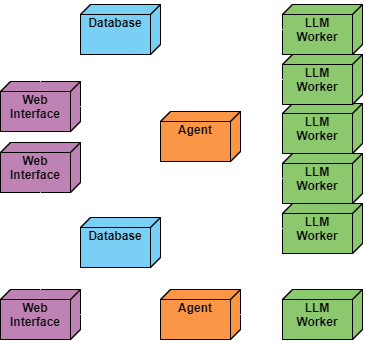 Database
LLM
Worker
LLM
Worker
Web
Interface
LLM
Worker
Agent
Web
Interface
LLM
Worker
Database
LLM
Worker
Web
Interface
Agent
LLM
Worker